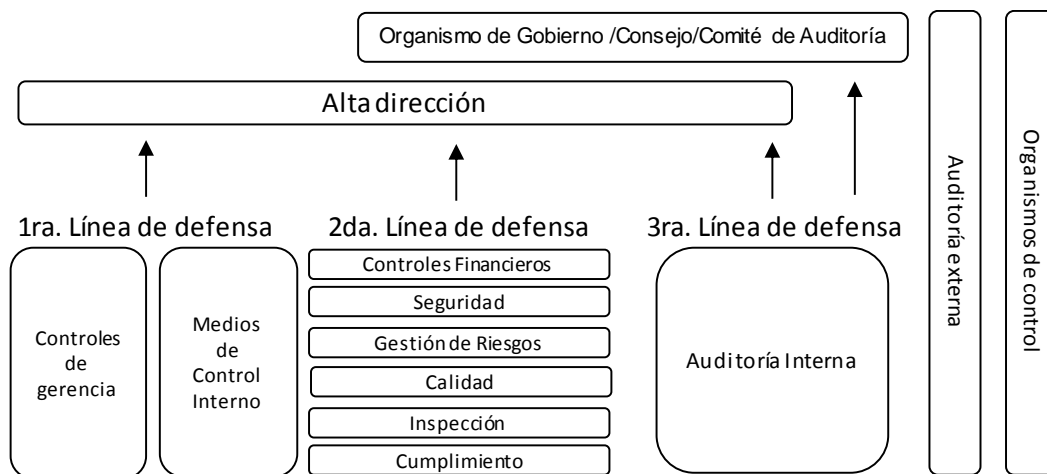 Organismo de Gobierno /Consejo/Comité de Auditoría
Alta dirección
1ra. Línea de defensa
2da. Línea de defensa
3ra. Línea de defensa
Controles
de
gerencia
Medios
de
Control
Interno
Controles Financieros
Seguridad
Gestión de Riesgos
Calidad
Inspección
Cumplimiento
Auditoría Interna
Auditoría externa
Organismos de control